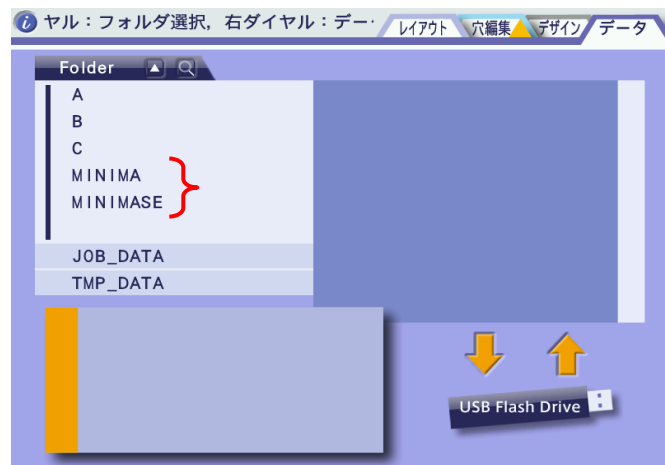 ヤル：フォルダ選択，右ダイヤル：デー
レイアウト 穴編集 デザイン データ
Folder
A
B
C
MINIMA
MINIMASE
JOB_DATA
TMP_DATA
USB Flash Drive